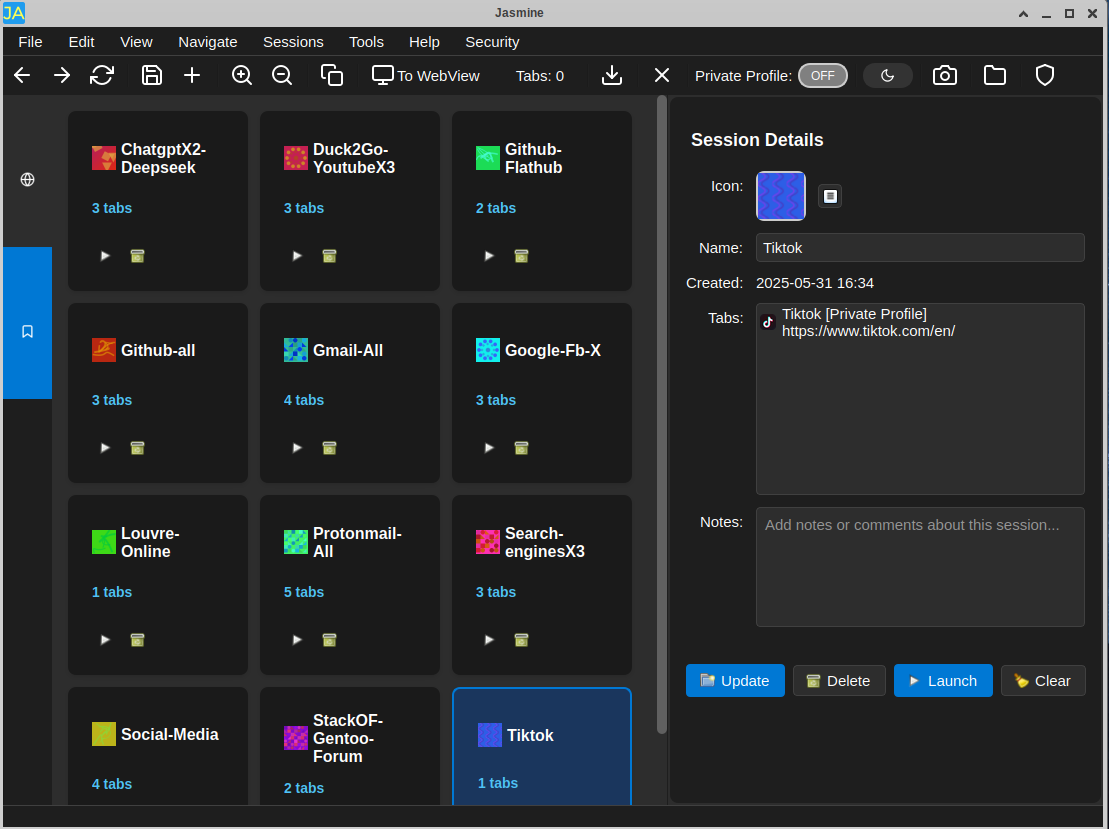 JA
Jasmine
File Edit View Navigate Sessions Tools Help Security
To WebView Tabs: 0 Private Profile: OFF
ChatgptX2-
Deepseek
3 tabs
Duck2Go-
YoutubeX3
3 tabs
Github-
Flathub
2 tabs
Github-all
3 tabs
Gmail-All
4 tabs
Google-Fb-X
3 tabs
Louvre-
Online
1 tabs
Protonmail-
All
5 tabs
Search-
enginesX3
3 tabs
Social-Media
4 tabs
StackOF-
Gentoo-
Forum
2 tabs
Tiktok
1 tabs
Session Details
Icon:
Name: Tiktok
Created: 2025-05-31 16:34
Tabs: Tiktok [Private Profile]
https://www.tiktok.com/en/
Notes: Add notes or comments about this session...
Update Delete Launch Clear